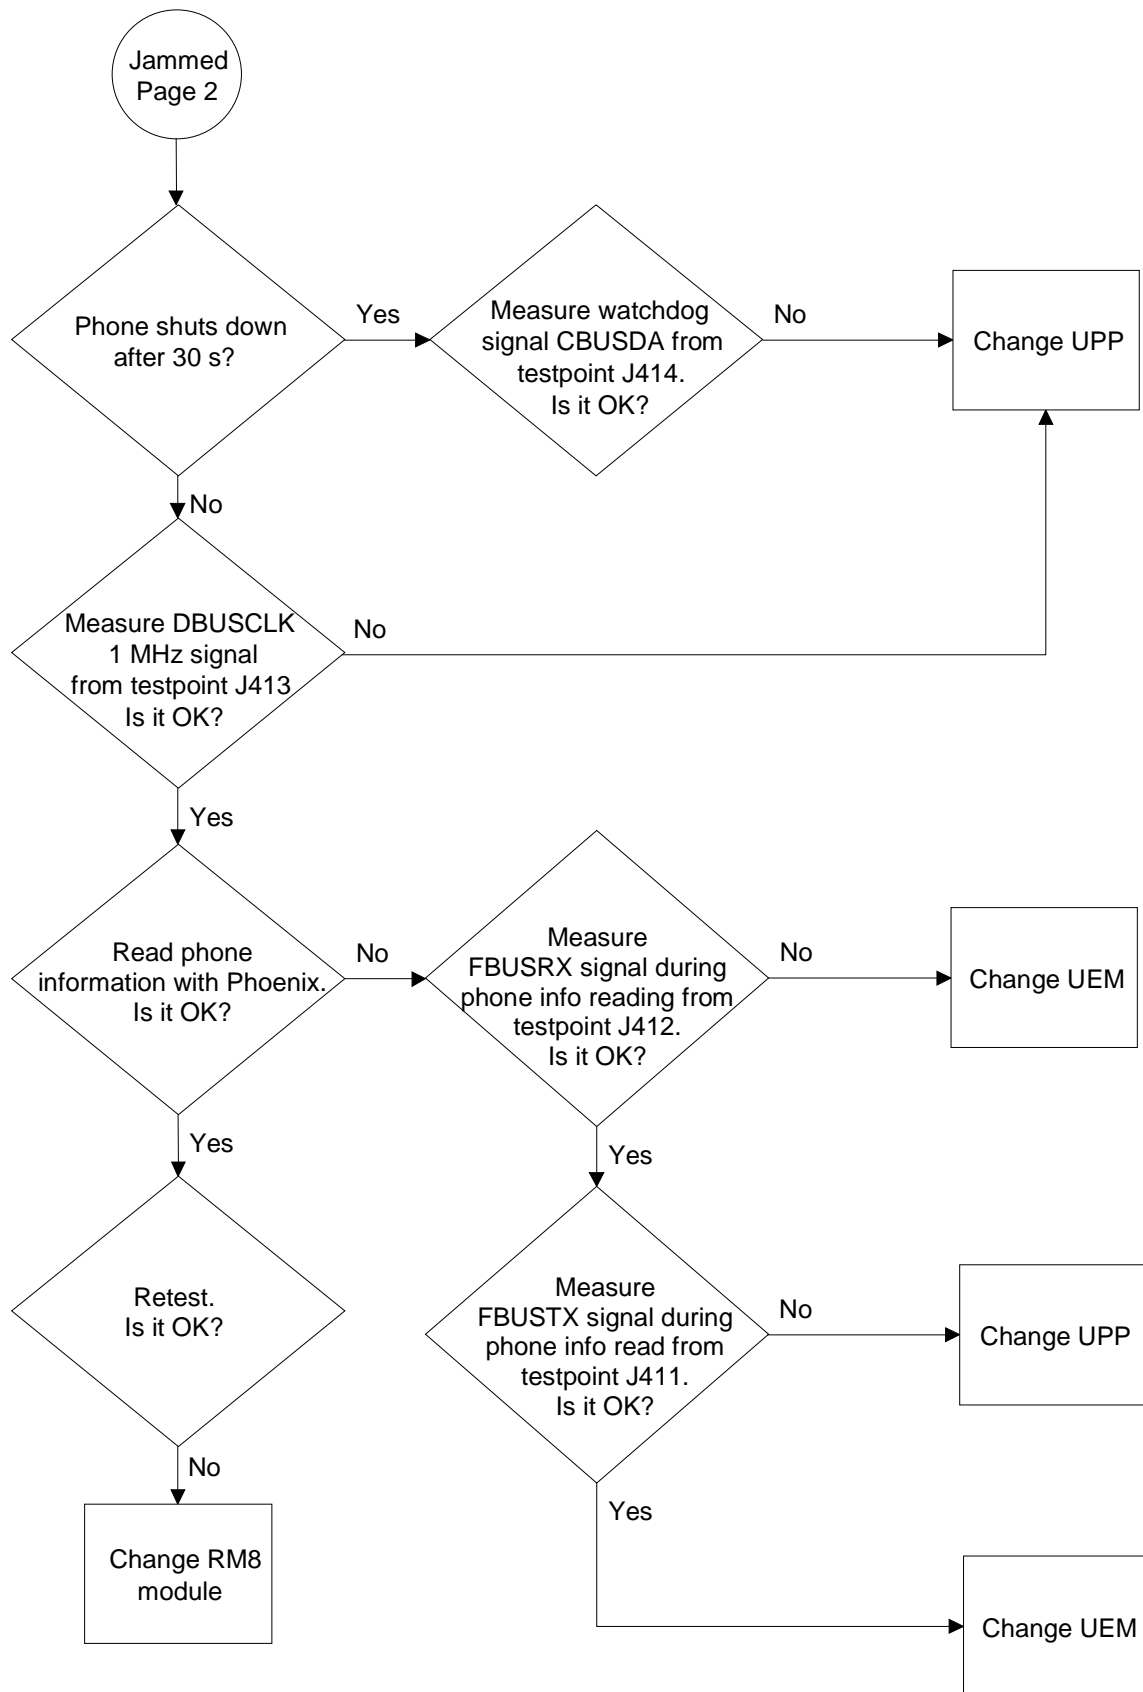 Jammed
Page 2
Phone shuts down
after 30 s?
Yes
Measure watchdog
signal CBUSDA from
testpoint J414.
Is it OK?
No
Change UPP
No
Measure DBUSCLK
1 MHz signal
from testpoint J413
Is it OK?
No
Yes
Read phone
information with Phoenix.
Is it OK?
No
Measure
FBUSRX signal during
phone info reading from
testpoint J412.
Is it OK?
No
Change UEM
Yes
Yes
Retest.
Is it OK?
Measure
FBUSTX signal during
phone info read from
testpoint J411.
Is it OK?
No
Change UPP
No
Change RM8
module
Yes
Change UEM